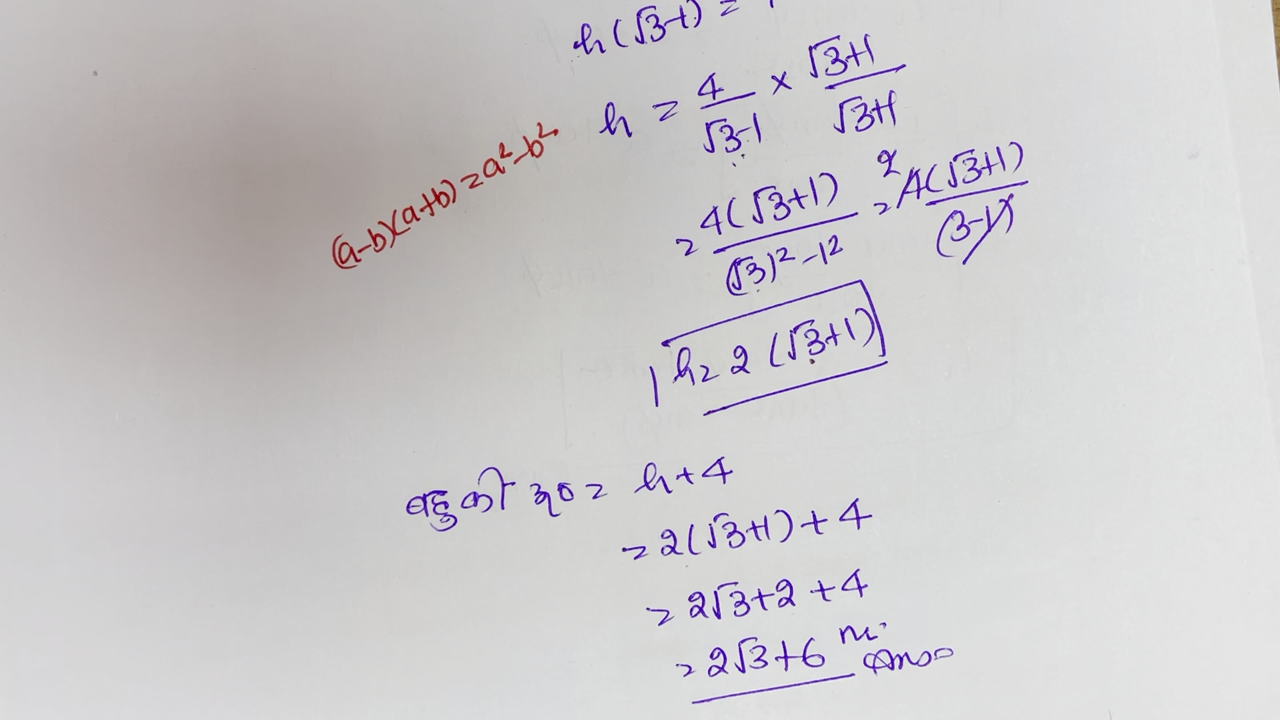 h(√3-1) =
h = 4/(√3-1) × (√3+1)/(√3+1)
(a-b)(a+b) = a²-b²
= 4(√3+1)/((√3)²-1²) = ²4(√3+1)/(3-1)
h = 2(√3+1)
बहु की ऊ० = h+4
= 2(√3+1)+4
= 2√3+2+4
= 2√3+6 m. Ans